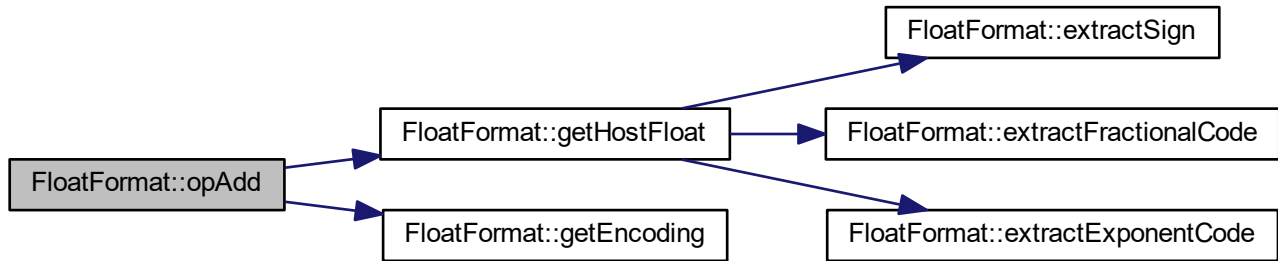 FloatFormat::extractSign
FloatFormat::getHostFloat
FloatFormat::extractFractionalCode
FloatFormat::opAdd
FloatFormat::getEncoding
FloatFormat::extractExponentCode